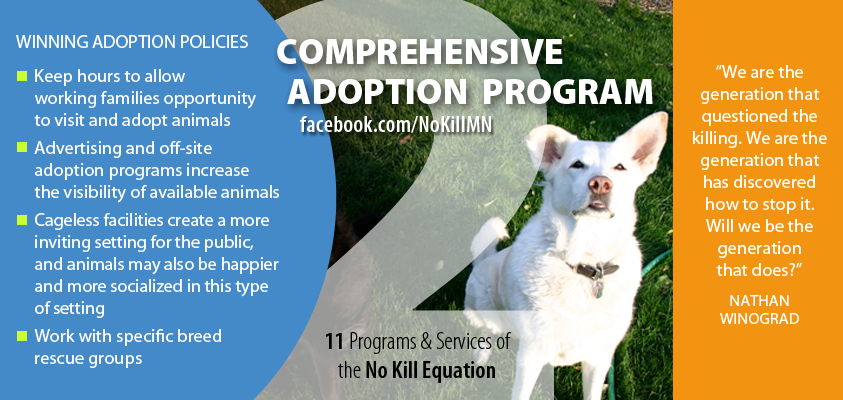 WINNING ADOPTION POLICIES
Keep hours to allow
working families opportunity
to visit and adopt animals
Advertising and off-site
adoption programs increase
the visibility of available animals
Cageless facilities create a more
inviting setting for the public,
and animals may also be happier
and more socialized in this type
of setting
Work with specific breed
rescue groups
2
COMPREHENSIVE
ADOPTION PROGRAM
facebook.com/NoKillMN
11 Programs & Services of
the No Kill Equation
“We are the
generation that
questioned the
killing. We are the
generation that
has discovered
how to stop it.
Will we be the
generation
that does?”
NATHAN
WINOGRAD